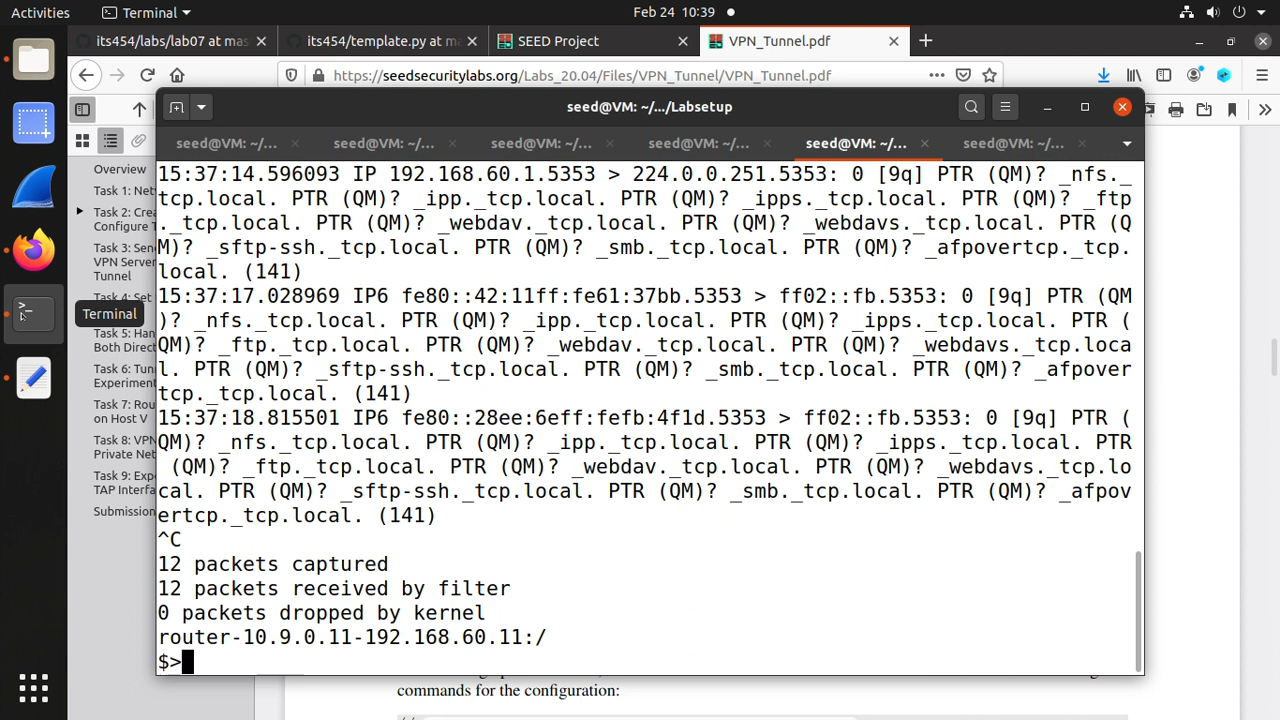 Activities
Terminal
Feb 24 10:39
its454/labs/lab07 at mas
its454/template.py at ma
SEED Project
VPN_Tunnel.pdf
https://seedsecuritylabs.org/Labs_20.04/Files/VPN_Tunnel/VPN_Tunnel.pdf
seed@VM: ~/.../Labsetup
seed@VM: ~/...
seed@VM: ~/...
seed@VM: ~/...
seed@VM: ~/...
seed@VM: ~/...
seed@VM: ~/...
Overview
Task 1: Net
Task 2: Crea
Configure T
Task 3: Sen
VPN Server
Tunnel
Task 4: Set
Task 5: Han
Both Direct
Task 6: Tun
Experiment
Task 7: Rou
on Host V
Task 8: VPN
Private Net
Task 9: Exp
TAP Interfa
Submission
Terminal
15:37:14.596093 IP 192.168.60.1.5353 > 224.0.0.251.5353: 0 [9q] PTR (QM)? _nfs._
tcp.local. PTR (QM)? _ipp._tcp.local. PTR (QM)? _ipps._tcp.local. PTR (QM)? _ftp
._tcp.local. PTR (QM)? _webdav._tcp.local. PTR (QM)? _webdavs._tcp.local. PTR (Q
M)? _sftp-ssh._tcp.local. PTR (QM)? _smb._tcp.local. PTR (QM)? _afpovertcp._tcp.
local. (141)
15:37:17.028969 IP6 fe80::42:11ff:fe61:37bb.5353 > ff02::fb.5353: 0 [9q] PTR (QM
)? _nfs._tcp.local. PTR (QM)? _ipp._tcp.local. PTR (QM)? _ipps._tcp.local. PTR (
QM)? _ftp._tcp.local. PTR (QM)? _webdav._tcp.local. PTR (QM)? _webdavs._tcp.loca
l. PTR (QM)? _sftp-ssh._tcp.local. PTR (QM)? _smb._tcp.local. PTR (QM)? _afpover
tcp._tcp.local. (141)
15:37:18.815501 IP6 fe80::28ee:6eff:fefb:4f1d.5353 > ff02::fb.5353: 0 [9q] PTR (
QM)? _nfs._tcp.local. PTR (QM)? _ipp._tcp.local. PTR (QM)? _ipps._tcp.local. PTR
 (QM)? _ftp._tcp.local. PTR (QM)? _webdav._tcp.local. PTR (QM)? _webdavs._tcp.lo
cal. PTR (QM)? _sftp-ssh._tcp.local. PTR (QM)? _smb._tcp.local. PTR (QM)? _afpov
ertcp._tcp.local. (141)
^C
12 packets captured
12 packets received by filter
0 packets dropped by kernel
router-10.9.0.11-192.168.60.11:/
$>
commands for the configuration: